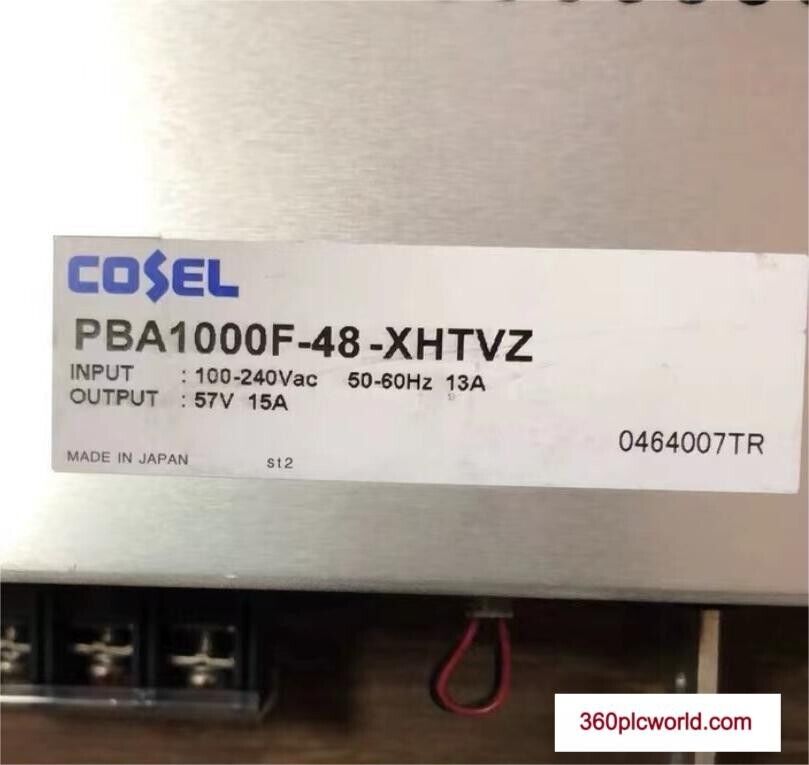 COSEL
PBA1000F-48-XHTVZ
INPUT : 100-240Vac 50-60Hz 13A
OUTPUT : 57V 15A
0464007TR
MADE IN JAPAN st2
360plcworld.com